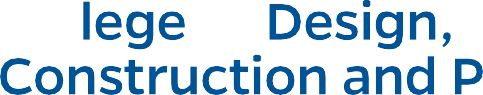 lege Design,
Construction and P